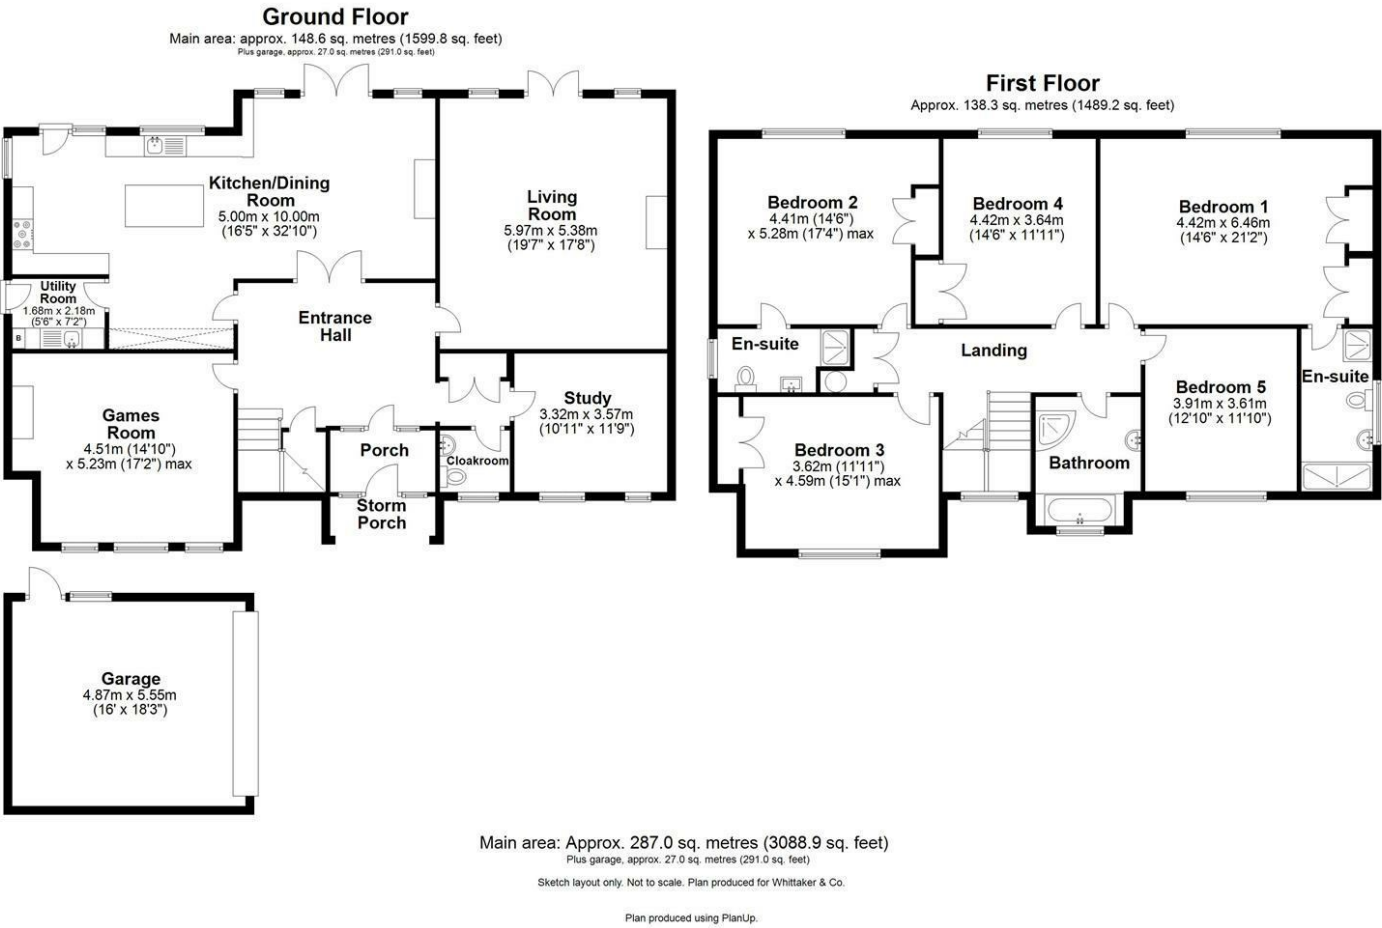 Ground Floor
Main area: approx. 148.6 sq. metres (1599.8 sq. feet)
Plus garage, approx. 27.0 sq. metres (291.0 sq. feet)
Kitchen/Dining
Room
5.00m x 10.00m
(16'5" x 32'10")
Living
Room
5.97m x 5.38m
(19'7" x 17'8")
Utility
Room
1.68m x 2.18m
(5'6" x 7'2")
B
Entrance
Hall
Games
Room
4.51m (14'10")
x 5.23m (17'2") max
Study
3.32m x 3.57m
(10'11" x 11'9")
Porch
Cloakroom
Storm
Porch
Garage
4.87m x 5.55m
(16' x 18'3")
First Floor
Approx. 138.3 sq. metres (1489.2 sq. feet)
Bedroom 2
4.41m (14'6")
x 5.28m (17'4") max
Bedroom 4
4.42m x 3.64m
(14'6" x 11'11")
Bedroom 1
4.42m x 6.46m
(14'6" x 21'2")
En-suite
Landing
Bedroom 5
3.91m x 3.61m
(12'10" x 11'10")
En-suite
Bedroom 3
3.62m (11'11")
x 4.59m (15'1") max
Bathroom
Main area: Approx. 287.0 sq. metres (3088.9 sq. feet)
Plus garage, approx. 27.0 sq. metres (291.0 sq. feet)
Sketch layout only. Not to scale. Plan produced for Whittaker & Co.
Plan produced using PlanUp.